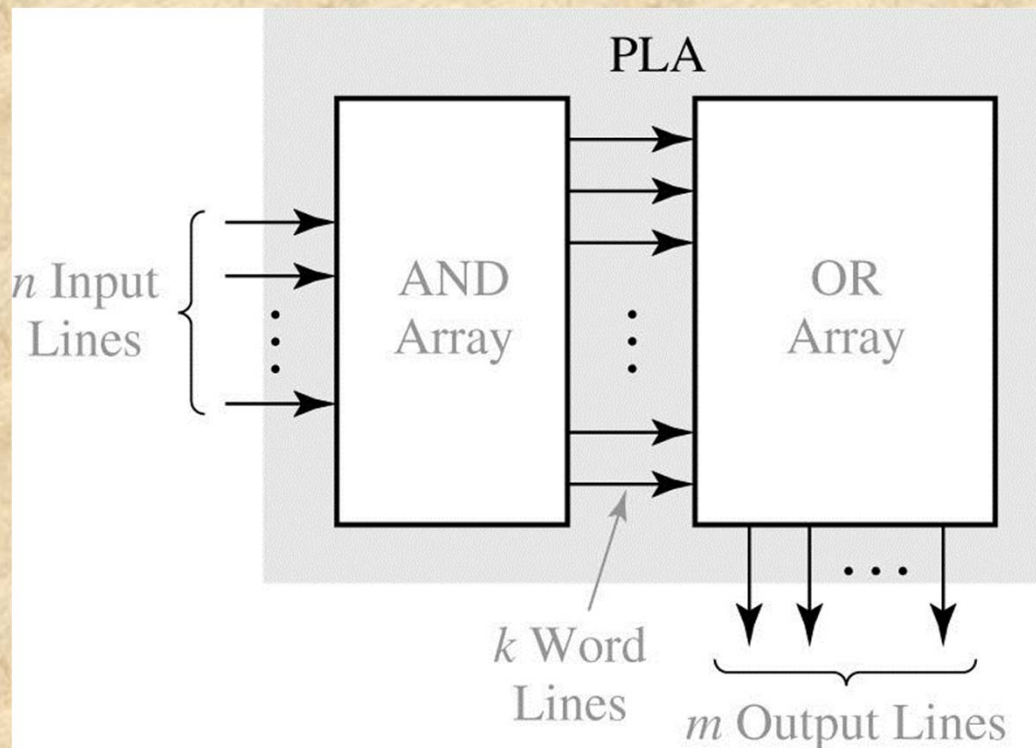 PLA
n Input
Lines
AND
Array
OR
Array
k Word
Lines
m Output Lines